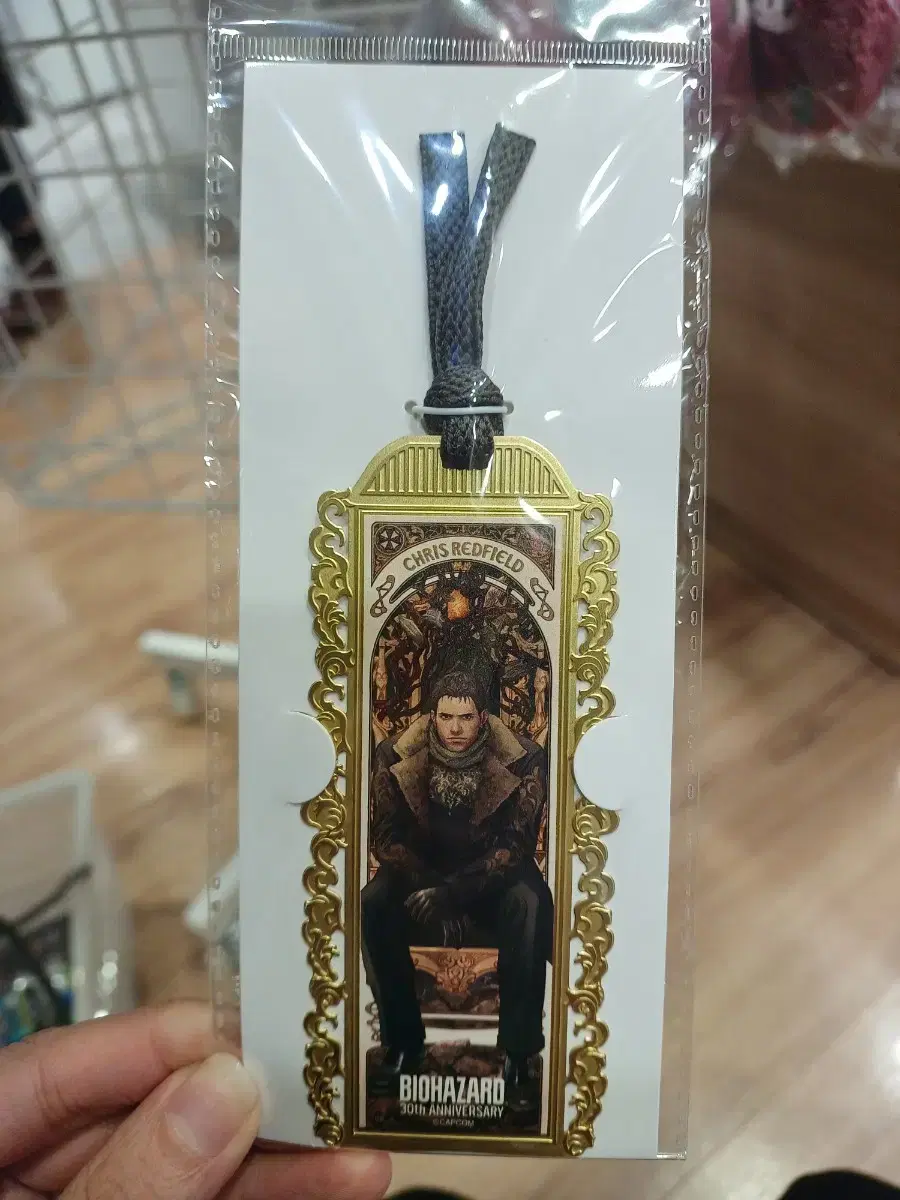 CHRIS REDFIELD
BIOHAZARD
30th ANNIVERSARY
©CAPCOM